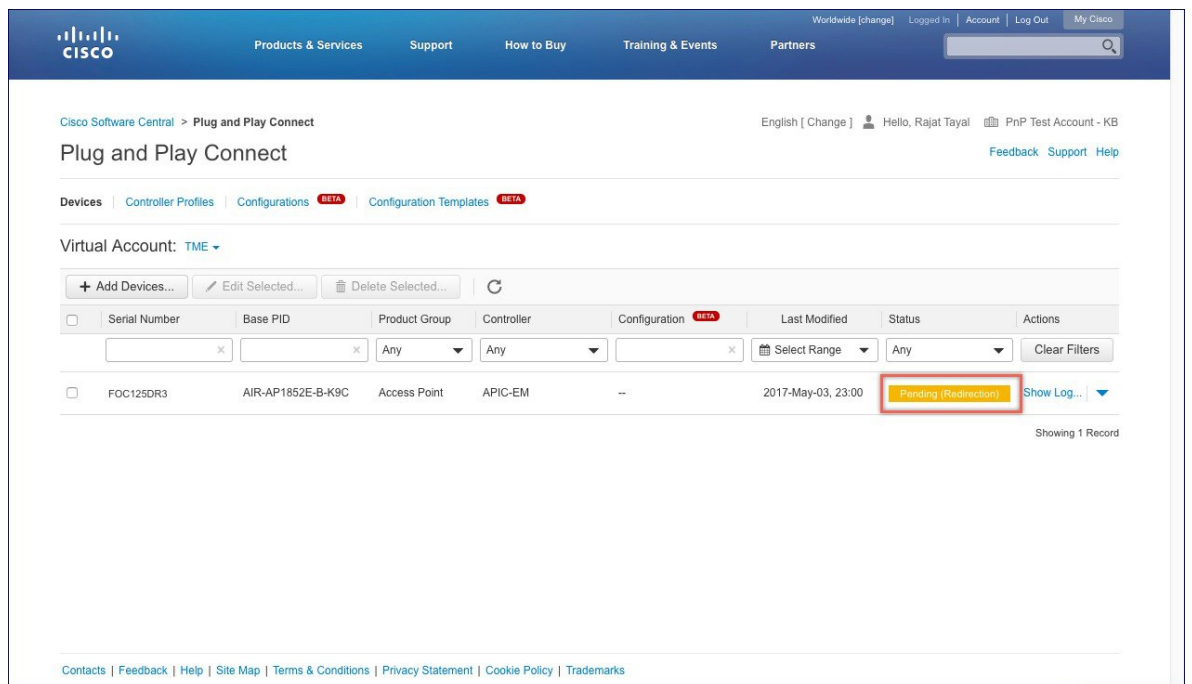 Worldwide [change] Logged In | Account | Log Out My Cisco
CISCO Products & Services Support How to Buy Training & Events Partners
Cisco Software Central > Plug and Play Connect English [ Change ] Hello, Rajat Tayal PnP Test Account - KB
Plug and Play Connect Feedback Support Help
Devices | Controller Profiles | Configurations BETA | Configuration Templates BETA
Virtual Account: TME
+ Add Devices... Edit Selected... Delete Selected...
Serial Number Base PID Product Group Controller Configuration BETA Last Modified Status Actions
× × Any Any × Select Range Any Clear Filters
FOC125DR3 AIR-AP1852E-B-K9C Access Point APIC-EM -- 2017-May-03, 23:00 Pending (Redirection) Show Log... |
Showing 1 Record
Contacts | Feedback | Help | Site Map | Terms & Conditions | Privacy Statement | Cookie Policy | Trademarks